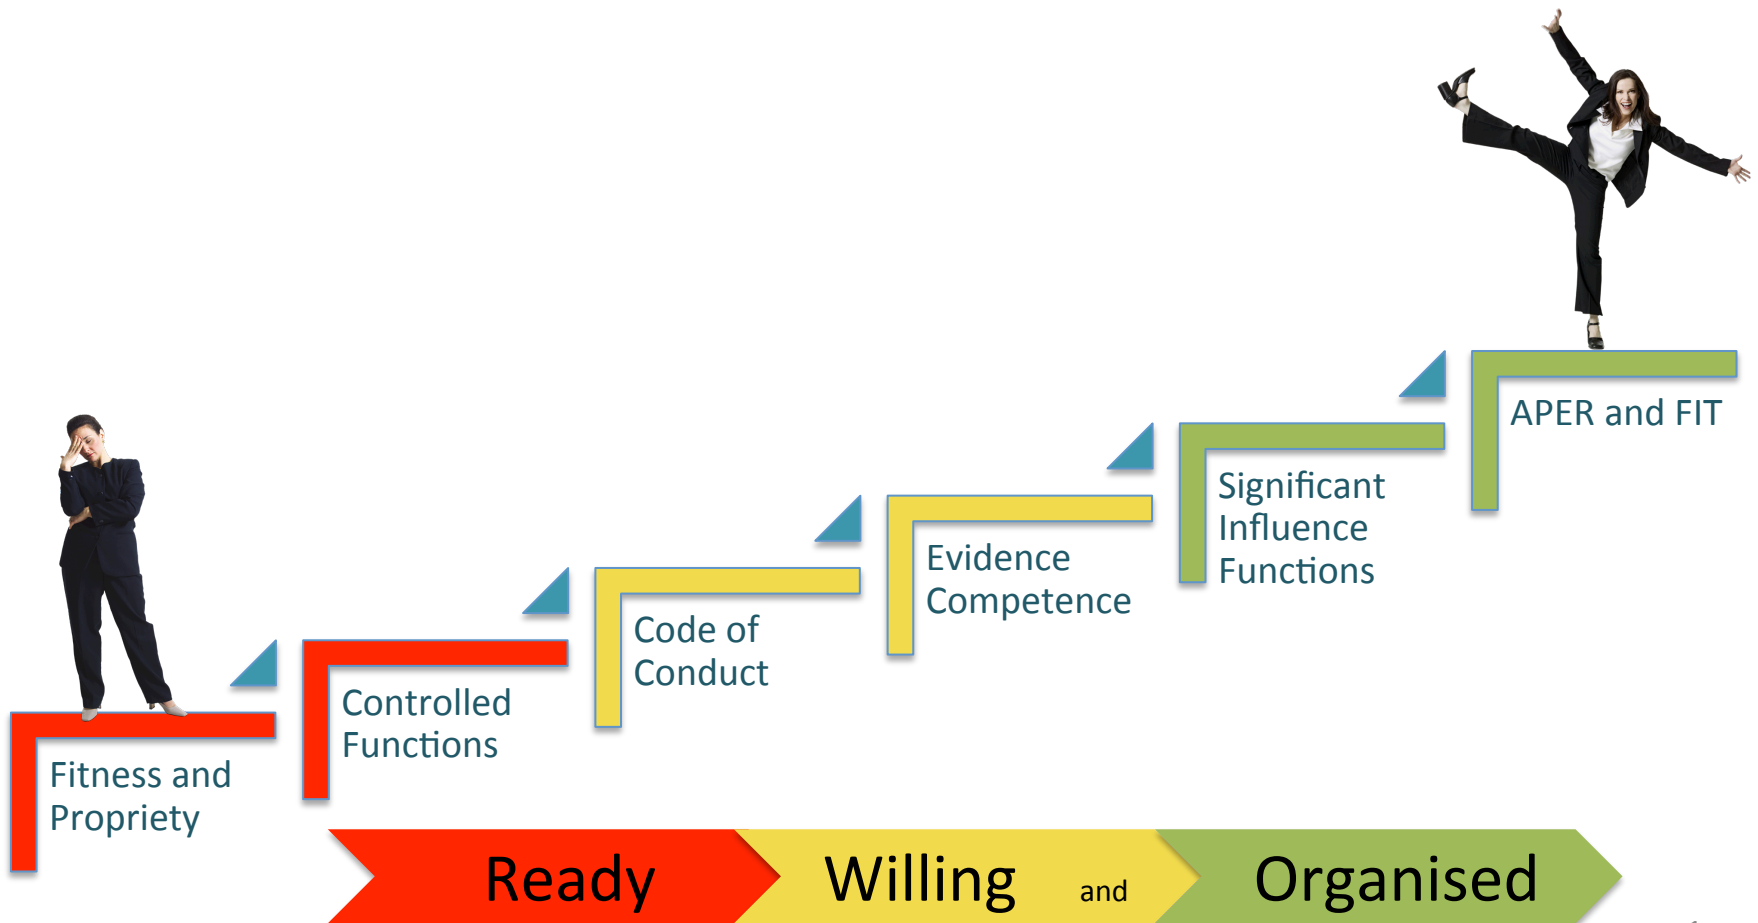 Fitness and
Propriety
Controlled
Functions
Code of
Conduct
Evidence
Competence
Significant
Influence
Functions
APER and FIT
Ready Willing and Organised